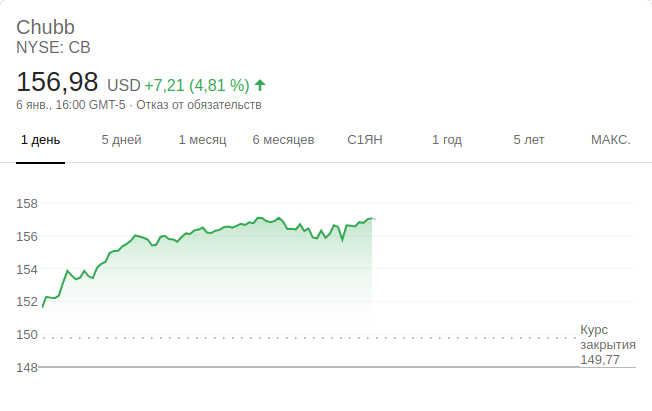 Chubb
NYSE: CB
156,98 USD +7,21 (4,81 %)
6 янв., 16:00 GMT-5 · Отказ от обязательств
1 день 5 дней 1 месяц 6 месяцев С1ЯН 1 год 5 лет МАКС.
158
156
154
152
150
Курс
закрытия
149,77
148